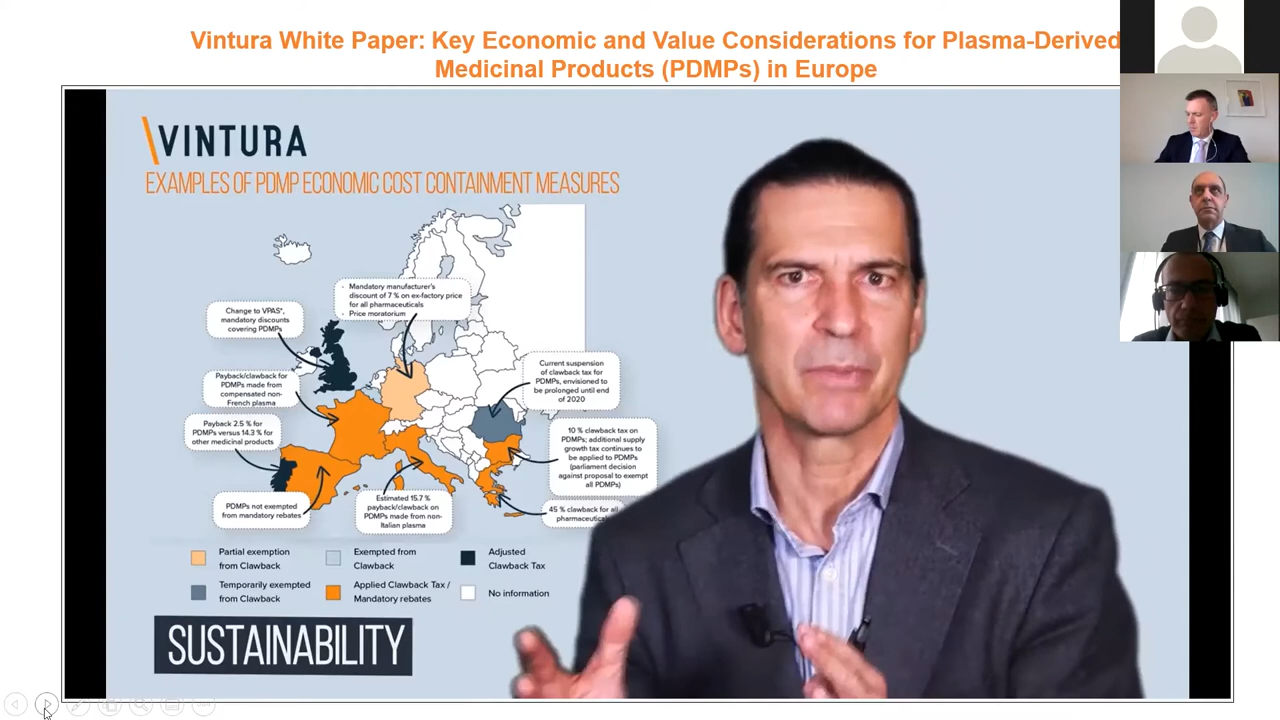 Vintura White Paper: Key Economic and Value Considerations for Plasma-Derived
Medicinal Products (PDMPs) in Europe
VINTURA
EXAMPLES OF PDMP ECONOMIC COST CONTAINMENT MEASURES
· Mandatory manufacturer's
discount of 7 % on ex-factory price
for all pharmaceuticals
· Price moratorium
Change to VPAS*,
mandatory discounts
covering PDMPs
Current suspension
of clawback tax for
PDMPs, envisioned to
be prolonged until end
of 2020
Payback/clawback for
PDMPs made from
compensated non-
French plasma
Payback 2.5 % for
PDMPs versus 14.3 % for
other medicinal products
10 % clawback tax on
PDMPs; additional supply
growth tax continues to
be applied to PDMPs
(parliament decision
against proposal to exempt
all PDMPs)
PDMPs not exempted
from mandatory rebates
Estimated 15.7 %
payback/clawback on
PDMPs made from non-
Italian plasma
45 % clawback for all
Partial exemption
from Clawback
Exempted from
Clawback
Adjusted
Clawback Tax
Temporarily exempted
from Clawback
Applied Clawback Tax /
Mandatory rebates
No information
SUSTAINABILITY